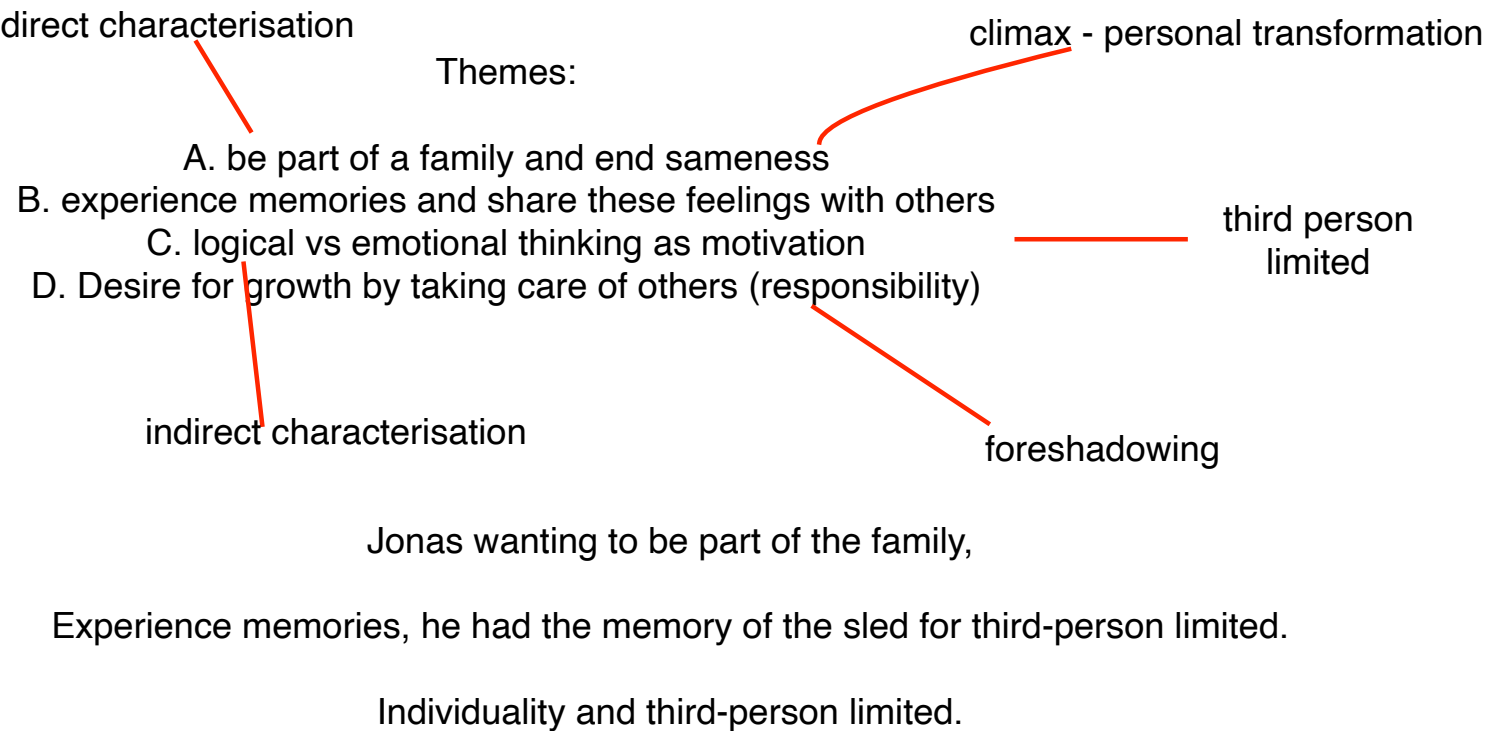 direct characterisation
climax - personal transformation
Themes:
A. be part of a family and end sameness
B. experience memories and share these feelings with others
C. logical vs emotional thinking as motivation
D. Desire for growth by taking care of others (responsibility)
third person
limited
indirect characterisation
foreshadowing
Jonas wanting to be part of the family,
Experience memories, he had the memory of the sled for third-person limited.
Individuality and third-person limited.